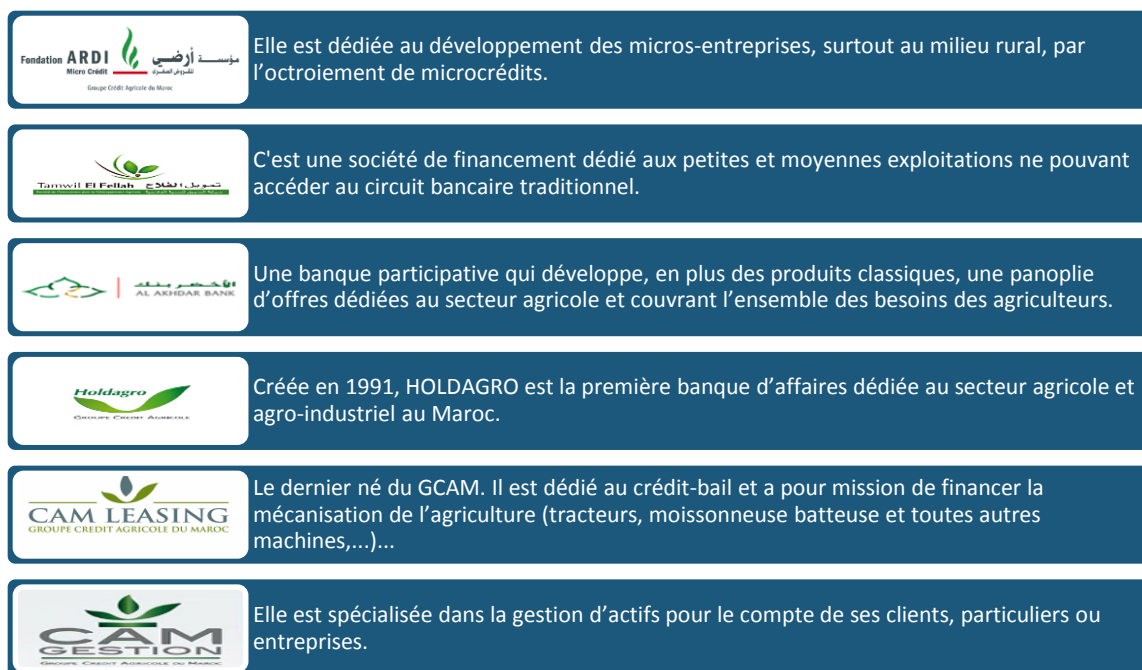 Fondation ARDI
Micro Crédit
مؤسسة أرضي
للقروض الصغرى
Groupe Crédit Agricole du Maroc
Elle est dédiée au développement des micros-entreprises, surtout au milieu rural, par
l’octroiement de microcrédits.
Tamwil El Fellah تمويل الفلاح
C'est une société de financement dédié aux petites et moyennes exploitations ne pouvant
accéder au circuit bancaire traditionnel.
الأخضر بنك
AL AKHDAR BANK
Une banque participative qui développe, en plus des produits classiques, une panoplie
d’offres dédiées au secteur agricole et couvrant l’ensemble des besoins des agriculteurs.
Holdagro
GROUPE CREDIT AGRICOLE
Créée en 1991, HOLDAGRO est la première banque d’affaires dédiée au secteur agricole et
agro-industriel au Maroc.
CAM LEASING
GROUPE CREDIT AGRICOLE DU MAROC
Le dernier né du GCAM. Il est dédié au crédit-bail et a pour mission de financer la
mécanisation de l’agriculture (tracteurs, moissonneuse batteuse et toutes autres
machines,...)...
CAM
GESTION
GROUPE CREDIT AGRICOLE DU MAROC
Elle est spécialisée dans la gestion d’actifs pour le compte de ses clients, particuliers ou
entreprises.